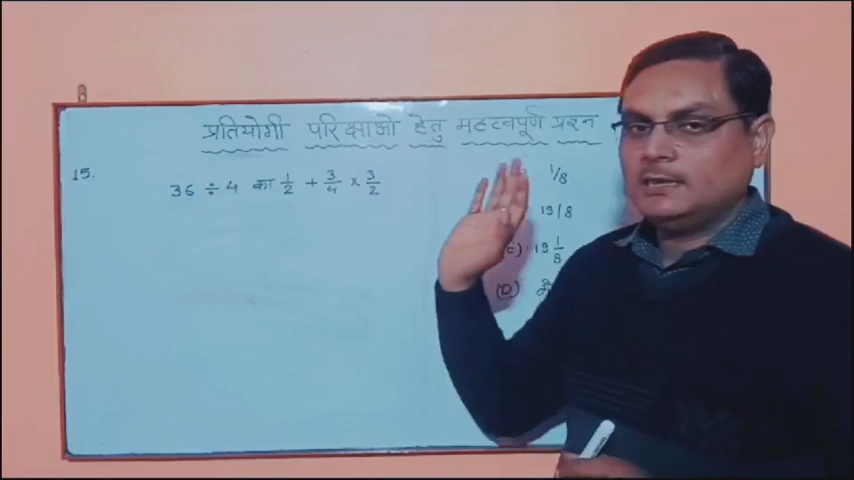 प्रतियोगी परिक्षाओ हेतु महत्वपूर्ण प्रश्न
15.
36 ÷ 4 का 1/2 + 3/4 × 3/2
1/8
19/8
(C) 19 1/8
(D)